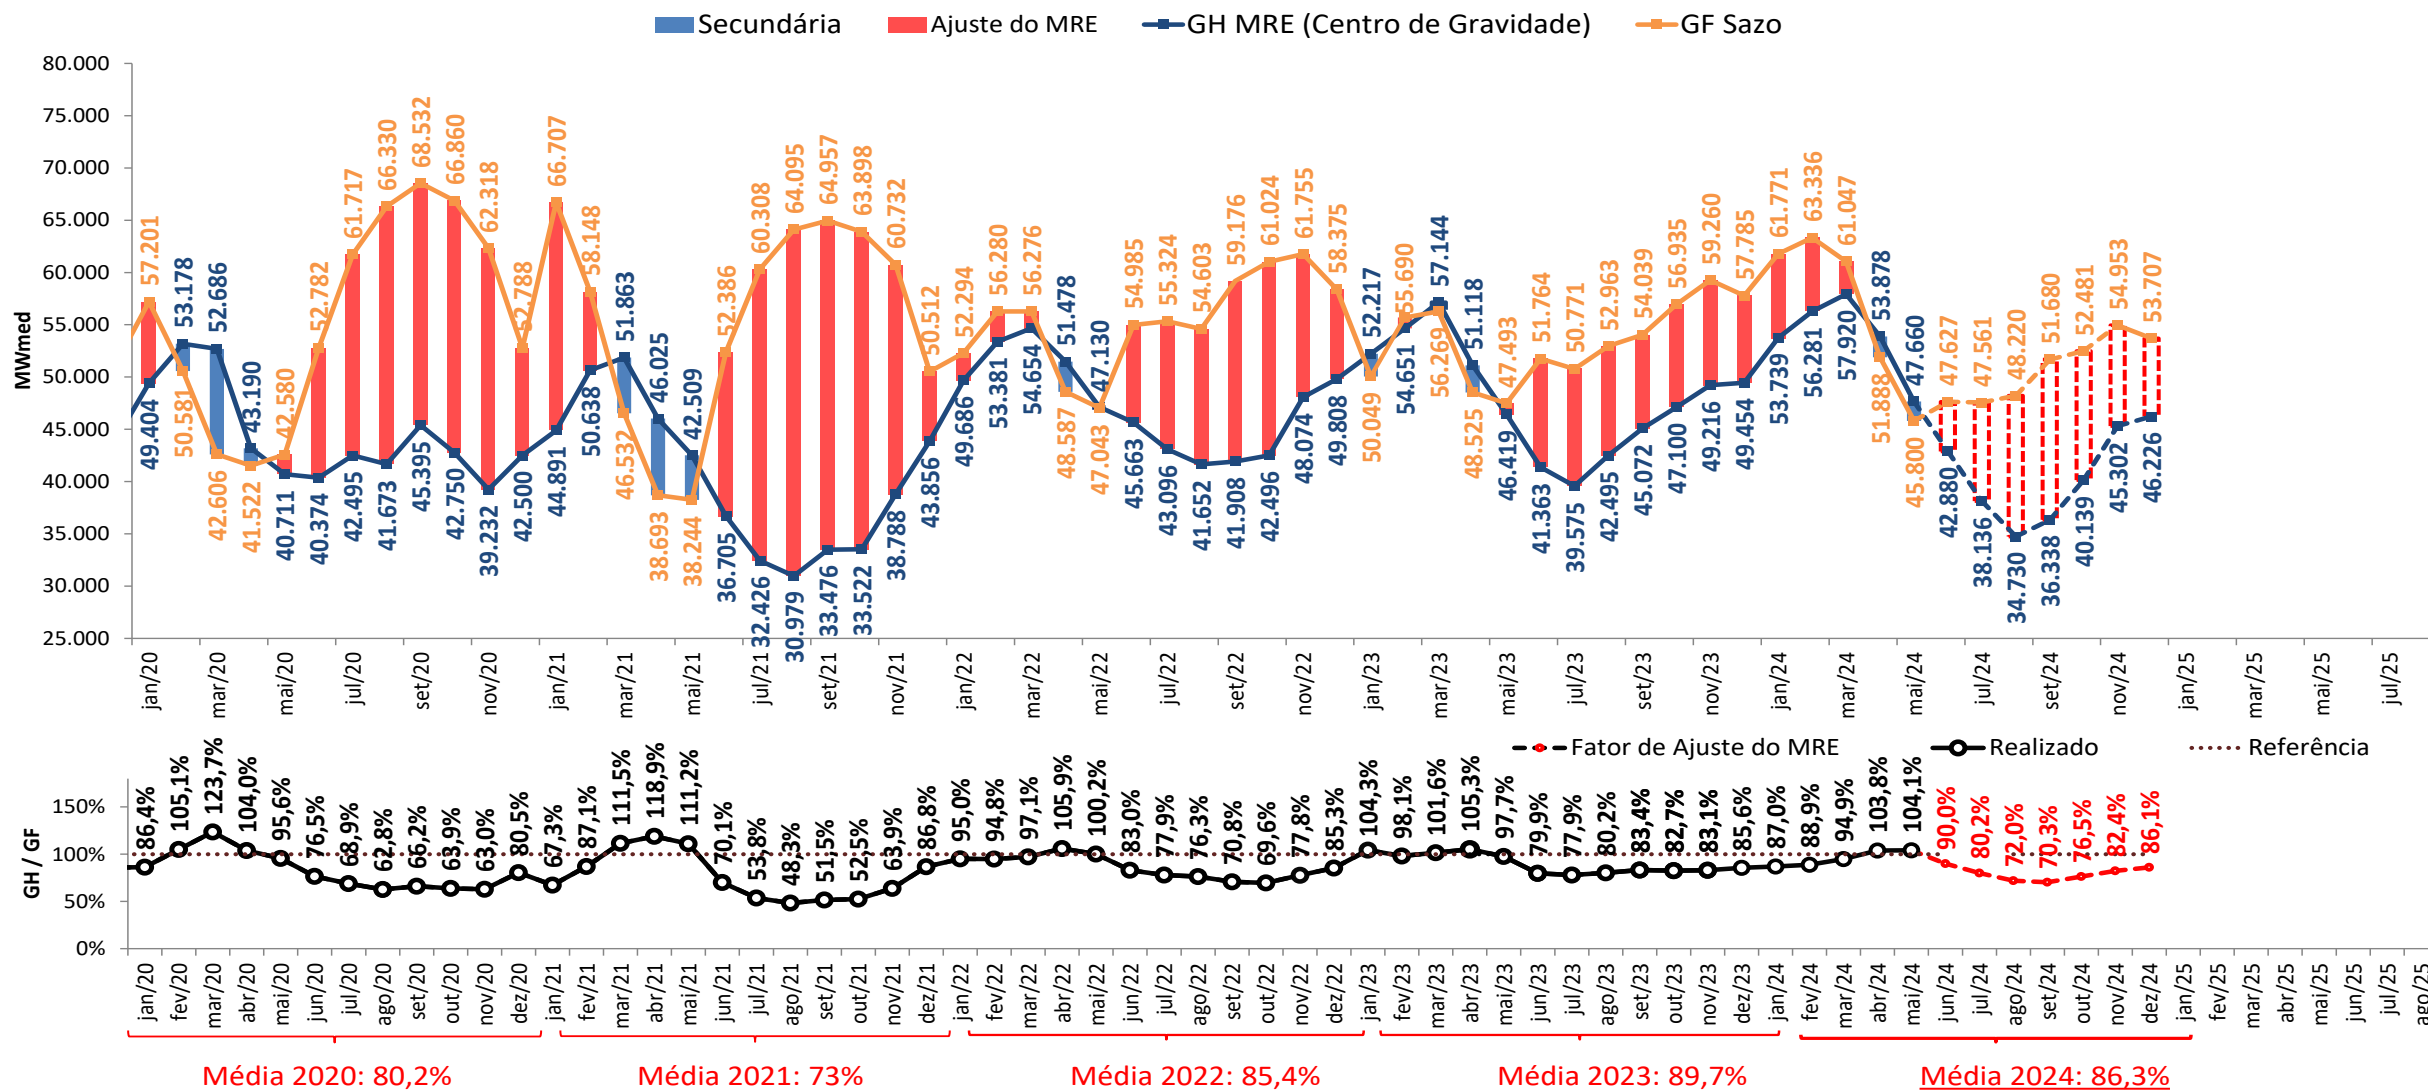 Secundária Ajuste do MRE GH MRE (Centro de Gravidade) GF Sazo
MWmed
80.000
75.000
70.000
65.000
60.000
55.000
50.000
45.000
40.000
35.000
30.000
25.000
57.201 50.581 42.606 41.522 42.580 52.782 61.717 66.330 68.532 66.860 62.318 52.788
49.404 53.178 52.686 43.190 40.711 40.374 42.495 41.673 45.395 42.750 39.232 42.500
66.707 58.148 46.532 38.693 38.244 52.386 60.308 64.095 64.957 63.898 60.732 50.512
44.891 50.638 51.863 46.025 42.509 36.705 32.426 30.979 33.476 33.522 38.788 43.856
52.294 56.280 56.276 48.587 47.043 54.985 55.324 54.603 59.176 61.024 61.755 58.375
49.686 53.381 54.654 51.478 47.130 45.663 43.096 41.652 41.908 42.496 48.074 49.808
50.049 55.690 56.269 48.525 47.493 51.764 50.771 52.963 54.039 56.935 59.260 57.785
52.217 54.651 57.144 51.118 46.419 41.363 39.575 42.495 45.072 47.100 49.216 49.454
61.771 63.336 61.047 51.888 45.800 47.627 47.561 48.220 51.680 52.481 54.953 53.707
53.739 56.281 57.920 53.878 47.660 42.880 38.136 34.730 36.338 40.139 45.302 46.226
jan/20 mar/20 mai/20 jul/20 set/20 nov/20 jan/21 mar/21 mai/21 jul/21 set/21 nov/21 jan/22 mar/22 mai/22 jul/22 set/22 nov/22 jan/23 mar/23 mai/23 jul/23 set/23 nov/23 jan/24 mar/24 mai/24 jul/24 set/24 nov/24 jan/25 mar/25 mai/25 jul/25
Fator de Ajuste do MRE Realizado Referência
GH / GF
150%
100%
50%
0%
86,4% 105,1% 123,7% 104,0% 95,6% 76,5% 68,9% 62,8% 66,2% 63,9% 63,0% 80,5% 67,3% 87,1% 111,5% 118,9% 111,2% 70,1% 53,8% 48,3% 51,5% 52,5% 63,9% 86,8% 95,0% 94,8% 97,1% 105,9% 100,2% 83,0% 77,9% 76,3% 70,8% 69,6% 77,8% 85,3% 104,3% 98,1% 101,6% 105,3% 97,7% 79,9% 77,9% 80,2% 83,4% 82,7% 83,1% 85,6% 87,0% 88,9% 94,9% 103,8% 104,1% 90,0% 80,2% 72,0% 70,3% 76,5% 82,4% 86,1%
jan/20 fev/20 mar/20 abr/20 mai/20 jun/20 jul/20 ago/20 set/20 out/20 nov/20 dez/20 jan/21 fev/21 mar/21 abr/21 mai/21 jun/21 jul/21 ago/21 set/21 out/21 nov/21 dez/21 jan/22 fev/22 mar/22 abr/22 mai/22 jun/22 jul/22 ago/22 set/22 out/22 nov/22 dez/22 jan/23 fev/23 mar/23 abr/23 mai/23 jun/23 jul/23 ago/23 set/23 out/23 nov/23 dez/23 jan/24 fev/24 mar/24 abr/24 mai/24 jun/24 jul/24 ago/24 set/24 out/24 nov/24 dez/24 jan/25 fev/25 mar/25 abr/25 mai/25 jun/25 jul/25 ago/25
Média 2020: 80,2% Média 2021: 73% Média 2022: 85,4% Média 2023: 89,7% Média 2024: 86,3%